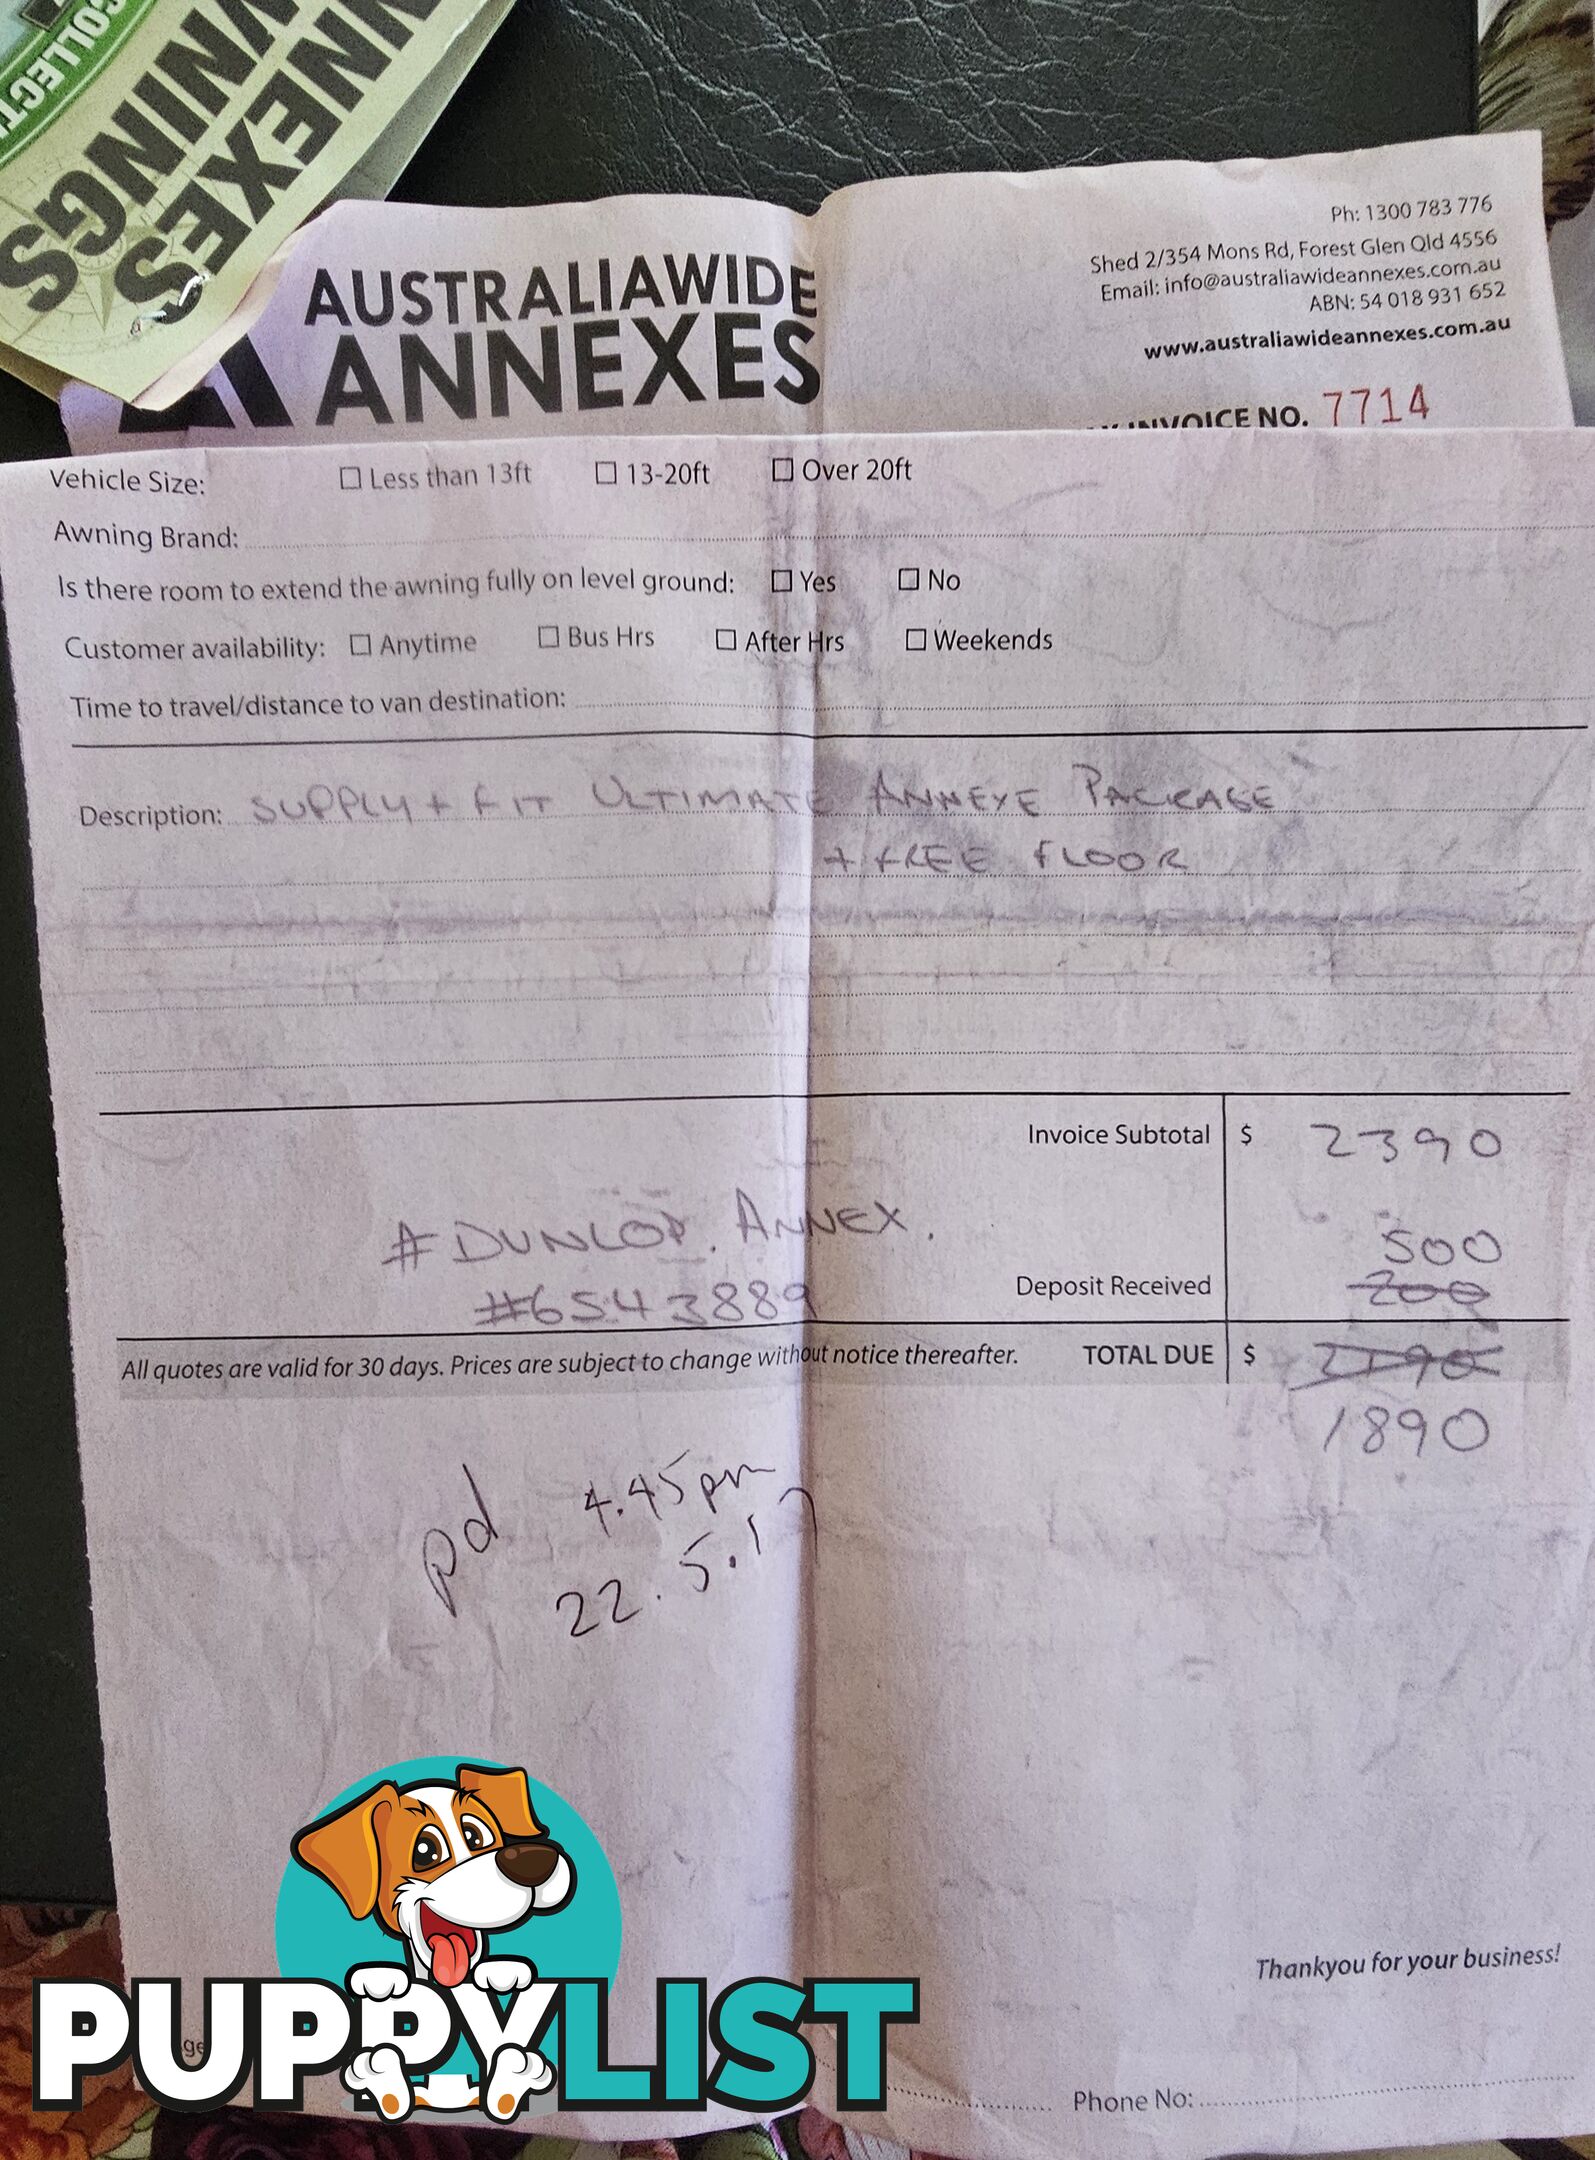 COLLECT
NNEXES
WNINGS
AUSTRALIAWIDE
ANNEXES
Ph: 1300 783 776
Shed 2/354 Mons Rd, Forest Glen Qld 4556
Email: info@australiawideannexes.com.au
ABN: 54 018 931 652
www.australiawideannexes.com.au
INVOICE NO. 7714
Vehicle Size: ☐ Less than 13ft ☐ 13-20ft ☐ Over 20ft
Awning Brand:
Is there room to extend the awning fully on level ground: ☐ Yes ☐ No
Customer availability: ☐ Anytime ☐ Bus Hrs ☐ After Hrs ☐ Weekends
Time to travel/distance to van destination:
Description: SUPPLY + FIT ULTIMATE ANNEXE PACKAGE
+ FREE FLOOR
Invoice Subtotal $ 2390
# DUNLOP. ANNEX.
500
#6543889
Deposit Received 200
All quotes are valid for 30 days. Prices are subject to change without notice thereafter. TOTAL DUE $ 2190
1890
pd 4.45pm
22.5.17
Thankyou for your business!
PUPPYLIST
Phone No: